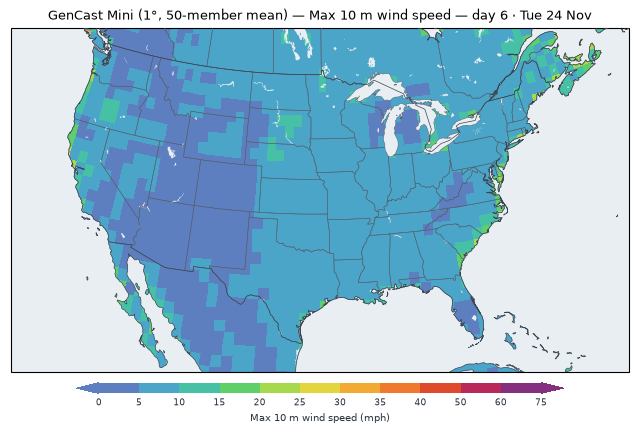 GenCast Mini (1°, 50-member mean) — Max 10 m wind speed — day 6 · Tue 24 Nov
0 5 10 15 20 25 30 35 40 50 60 75
Max 10 m wind speed (mph)